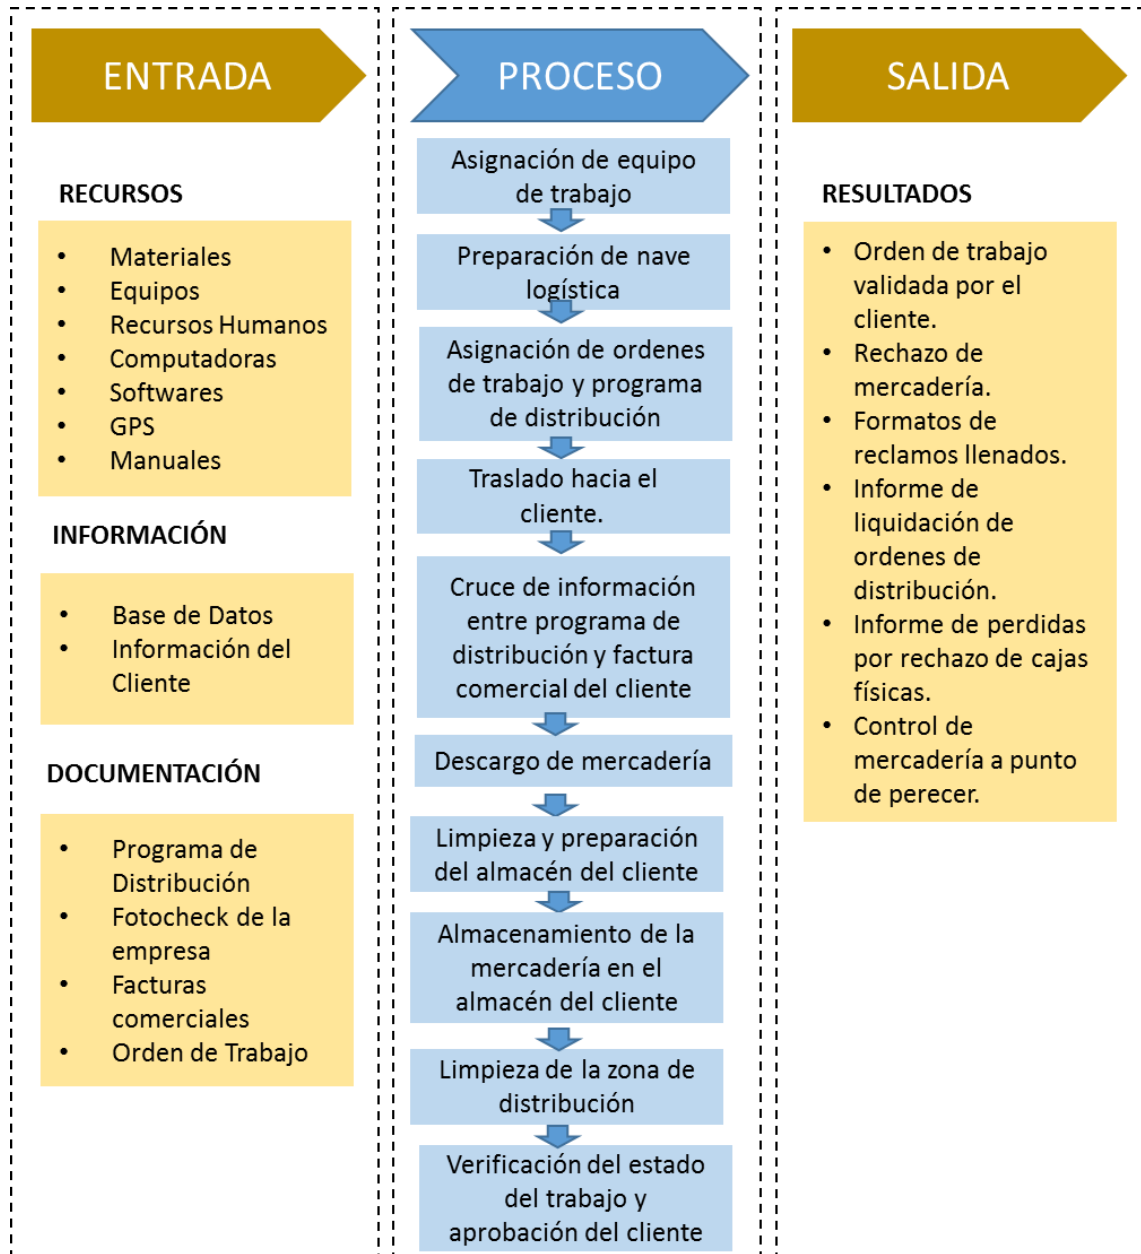 ENTRADA
RECURSOS
• Materiales
• Equipos
• Recursos Humanos
• Computadoras
• Softwares
• GPS
• Manuales
INFORMACIÓN
• Base de Datos
• Información del
Cliente
DOCUMENTACIÓN
• Programa de
Distribución
• Fotocheck de la
empresa
• Facturas
comerciales
• Orden de Trabajo
PROCESO
Asignación de equipo
de trabajo
Preparación de nave
logística
Asignación de ordenes
de trabajo y programa
de distribución
Traslado hacia el
cliente.
Cruce de información
entre programa de
distribución y factura
comercial del cliente
Descargo de mercadería
Limpieza y preparación
del almacén del cliente
Almacenamiento de la
mercadería en el
almacén del cliente
Limpieza de la zona de
distribución
Verificación del estado
del trabajo y
aprobación del cliente
SALIDA
RESULTADOS
• Orden de trabajo
validada por el
cliente.
• Rechazo de
mercadería.
• Formatos de
reclamos llenados.
• Informe de
liquidación de
ordenes de
distribución.
• Informe de perdidas
por rechazo de cajas
físicas.
• Control de
mercadería a punto
de perecer.